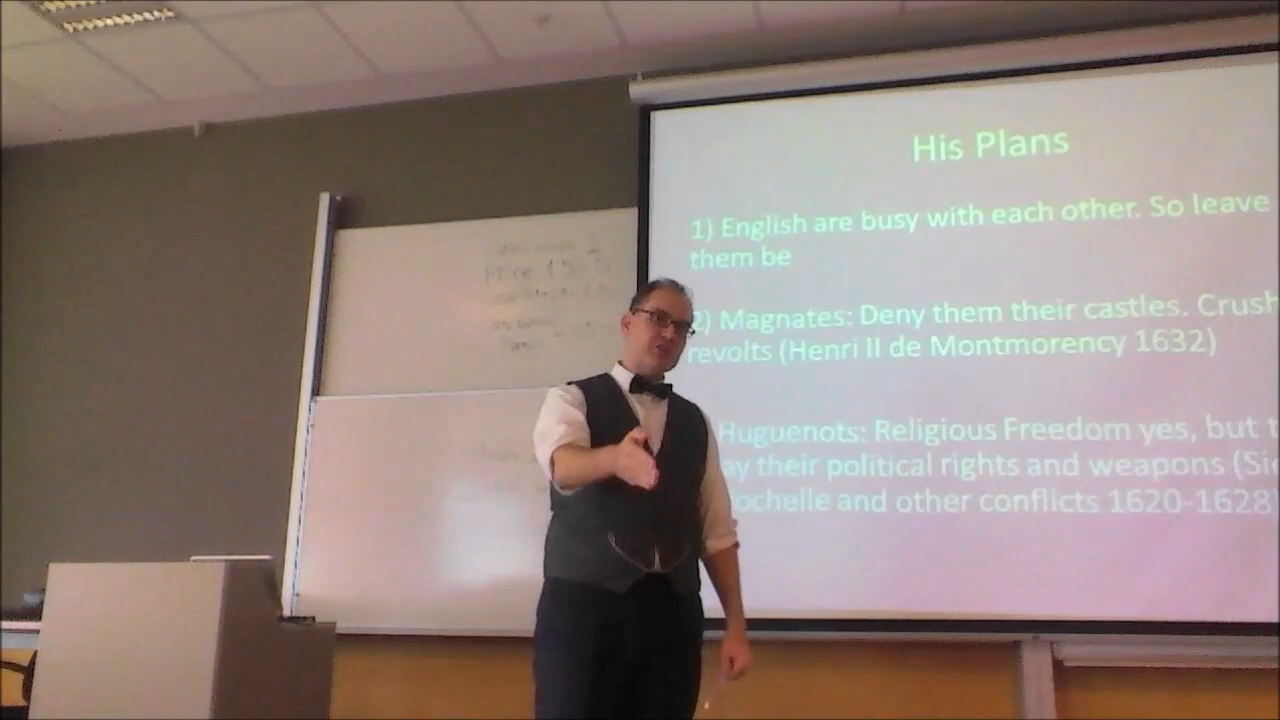 His Plans
1) English are busy with each other. So leave
them be
2) Magnates: Deny them their castles. Crush
revolts (Henri II de Montmorency 1632)
Huguenots: Religious Freedom yes, but
their political rights and weapons
and other conflicts 1620-1628
Price